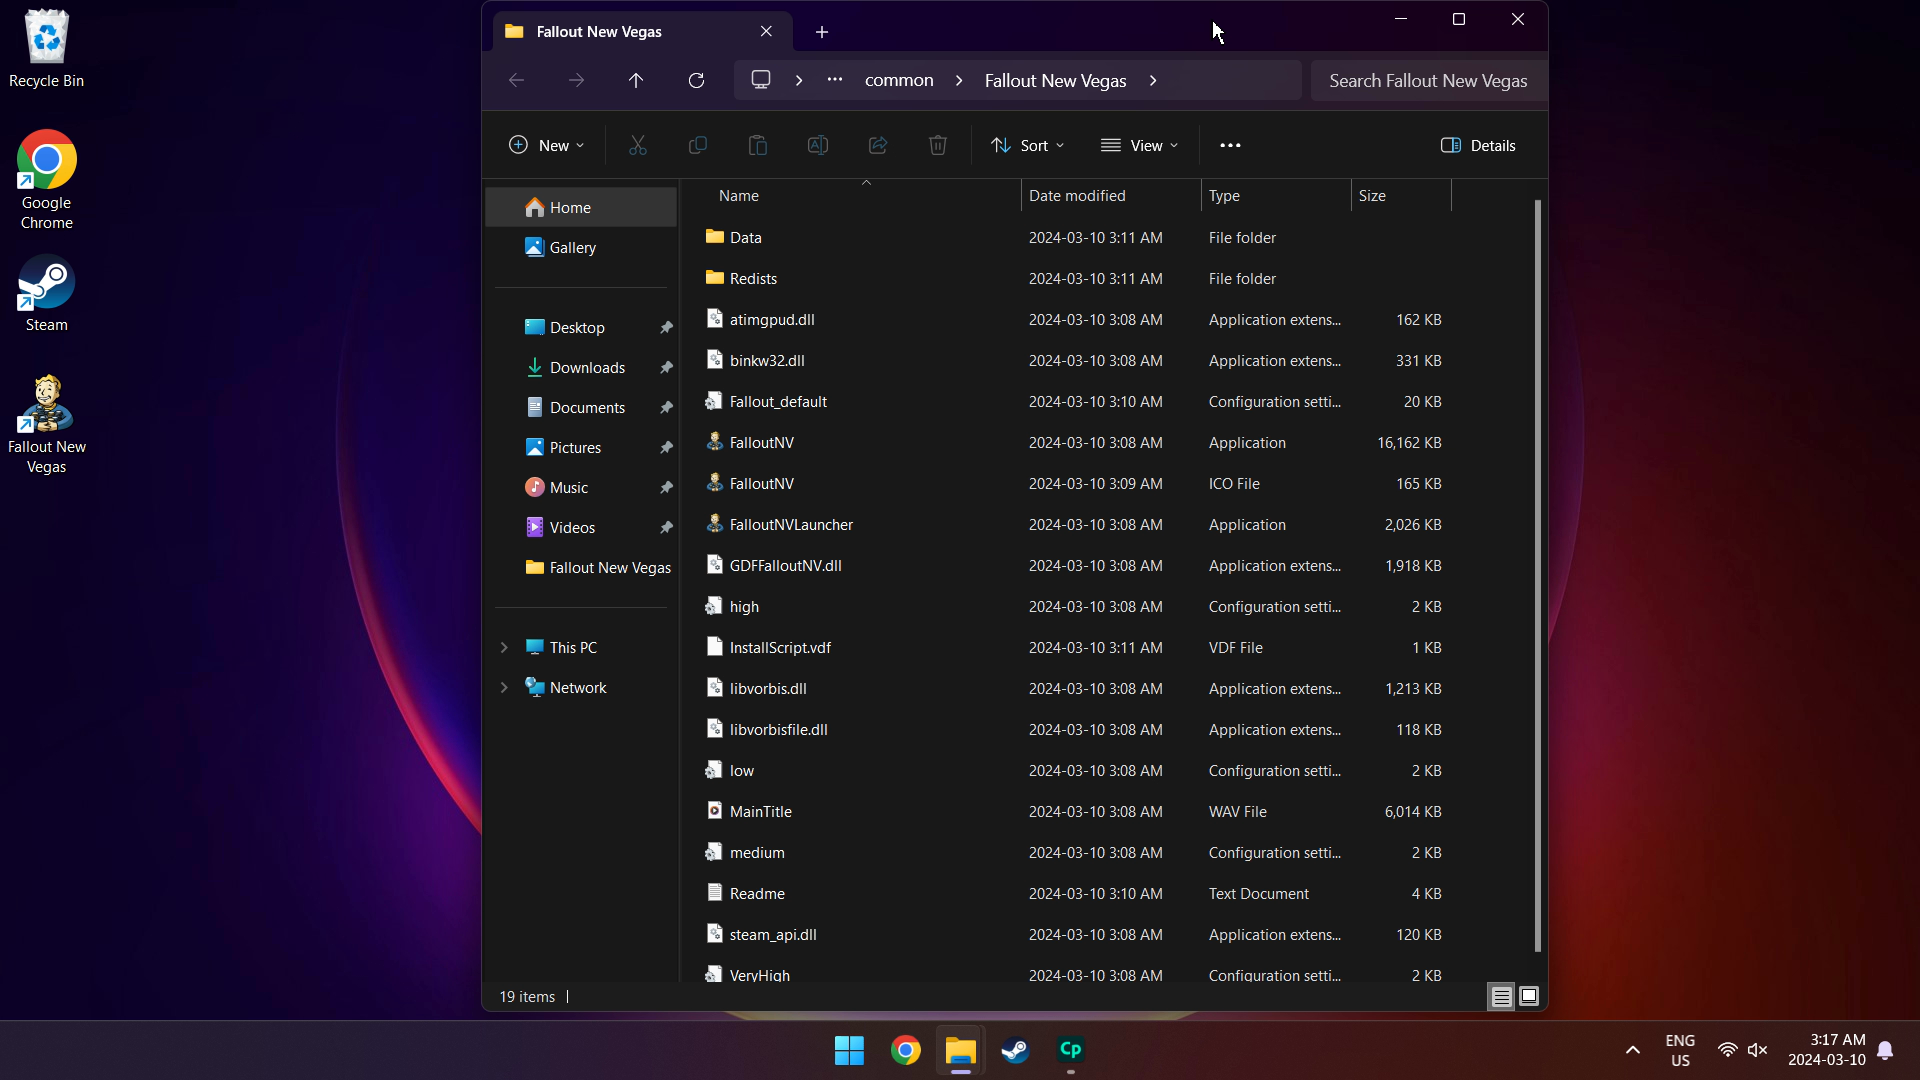 Recycle Bin
Google
Chrome
Steam
Fallout New
Vegas
Fallout New Vegas
common
Fallout New Vegas
Search Fallout New Vegas
New
Sort
View
Details
Home
Gallery
Desktop
Downloads
Documents
Pictures
Music
Videos
Fallout New Vegas
This PC
Network
Name Date modified Type Size
Data 2024-03-10 3:11 AM File folder
Redists 2024-03-10 3:11 AM File folder
atimgpud.dll 2024-03-10 3:08 AM Application extens... 162 KB
binkw32.dll 2024-03-10 3:08 AM Application extens... 331 KB
Fallout_default 2024-03-10 3:10 AM Configuration setti... 20 KB
FalloutNV 2024-03-10 3:08 AM Application 16,162 KB
FalloutNV 2024-03-10 3:09 AM ICO File 165 KB
FalloutNVLauncher 2024-03-10 3:08 AM Application 2,026 KB
GDFFalloutNV.dll 2024-03-10 3:08 AM Application extens... 1,918 KB
high 2024-03-10 3:08 AM Configuration setti... 2 KB
InstallScript.vdf 2024-03-10 3:11 AM VDF File 1 KB
libvorbis.dll 2024-03-10 3:08 AM Application extens... 1,213 KB
libvorbisfile.dll 2024-03-10 3:08 AM Application extens... 118 KB
low 2024-03-10 3:08 AM Configuration setti... 2 KB
MainTitle 2024-03-10 3:08 AM WAV File 6,014 KB
medium 2024-03-10 3:08 AM Configuration setti... 2 KB
Readme 2024-03-10 3:10 AM Text Document 4 KB
steam_api.dll 2024-03-10 3:08 AM Application extens... 120 KB
VeryHigh 2024-03-10 3:08 AM Configuration setti... 2 KB
19 items
Cp
ENG
US
3:17 AM
2024-03-10